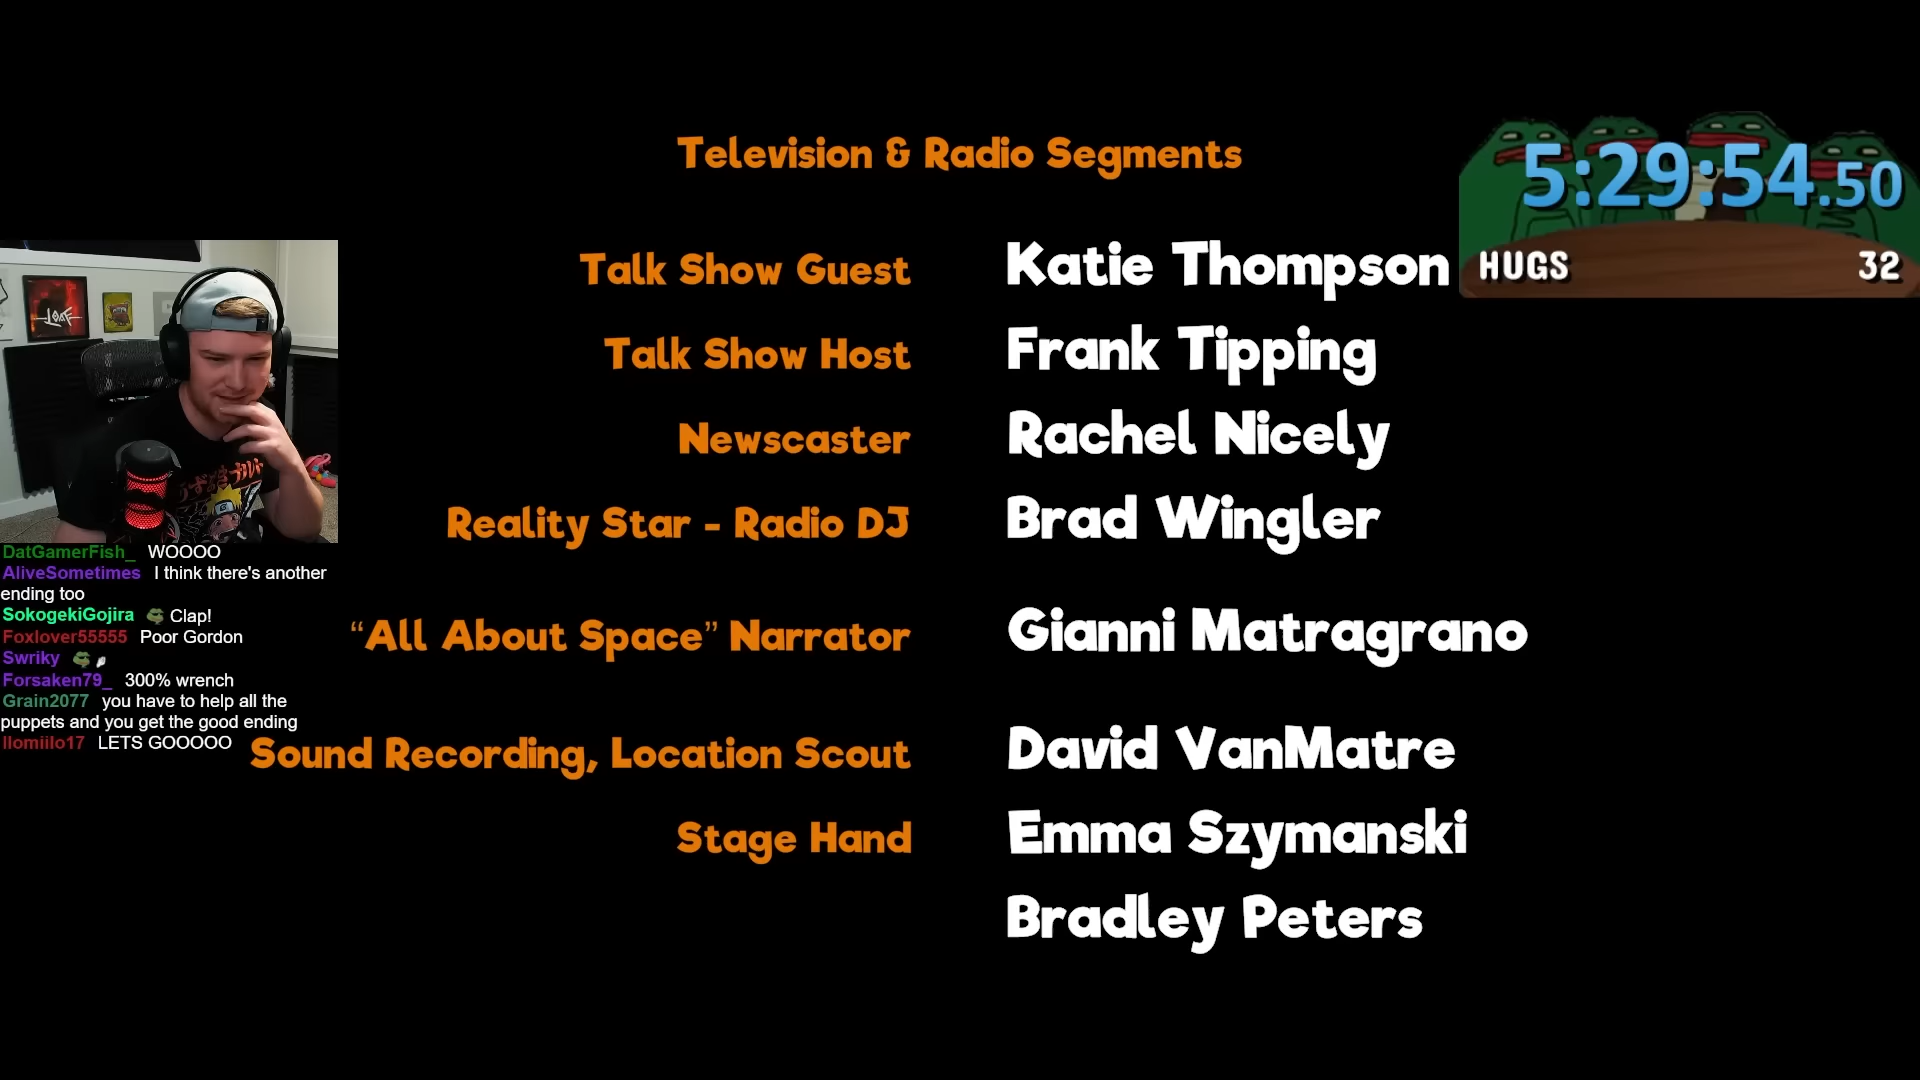 Television & Radio Segments
5:29:54.50
HUGS 32
Talk Show Guest Katie Thompson
Talk Show Host Frank Tipping
Newscaster Rachel Nicely
Reality Star - Radio DJ Brad Wingler
“All About Space” Narrator Gianni Matragrano
Sound Recording, Location Scout David VanMatre
Stage Hand Emma Szymanski
Bradley Peters
LOAF
DatGamerFish_ WOOOO
AliveSometimes I think there's another
ending too
SokogekiGojira Clap!
Foxlover55555 Poor Gordon
Swriky
Forsaken79_ 300% wrench
Grain2077 you have to help all the
puppets and you get the good ending
llomiilo17 LETS GOOOOO